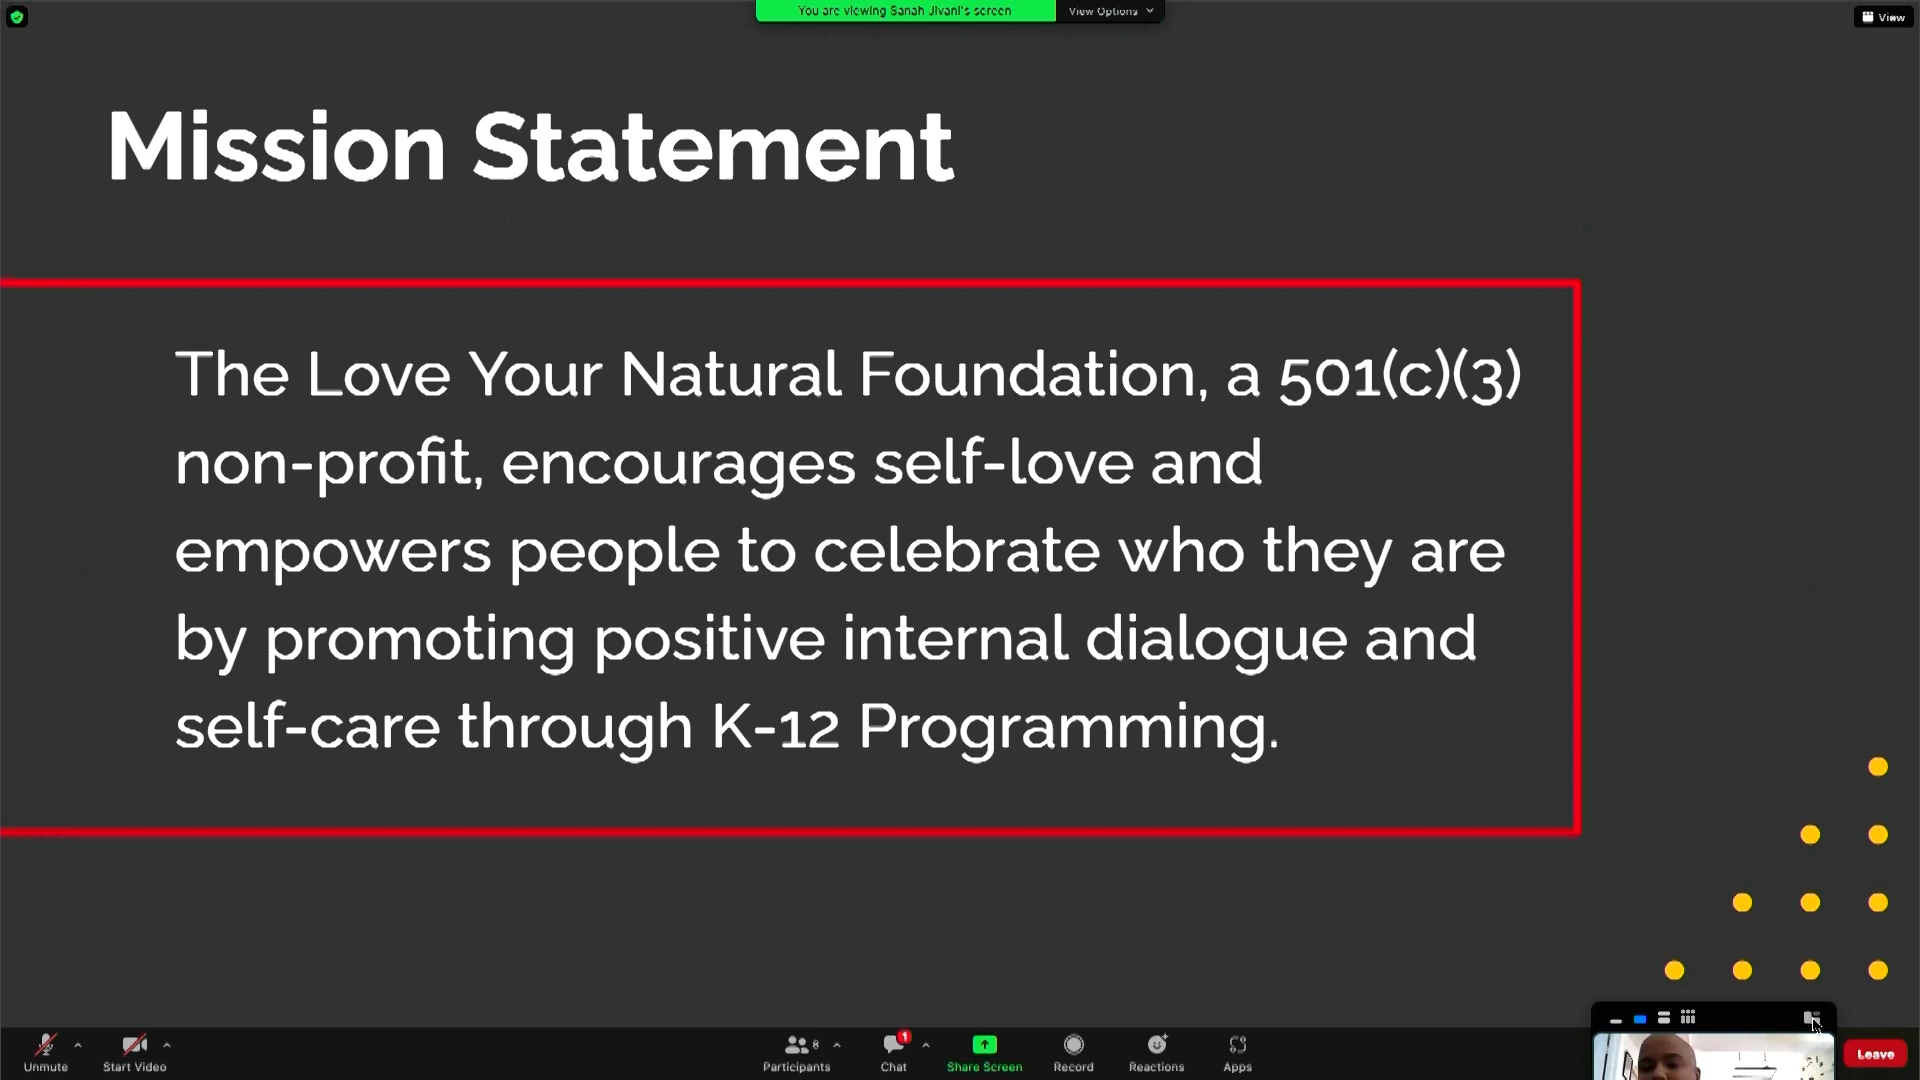 You are viewing Sanah Jivani's screen
View Options
View
Mission Statement
The Love Your Natural Foundation, a 501(c)(3)
non-profit, encourages self-love and
empowers people to celebrate who they are
by promoting positive internal dialogue and
self-care through K-12 Programming.
Unmute
Start Video
8
Participants
1
Chat
Share Screen
Record
Reactions
Apps
Leave